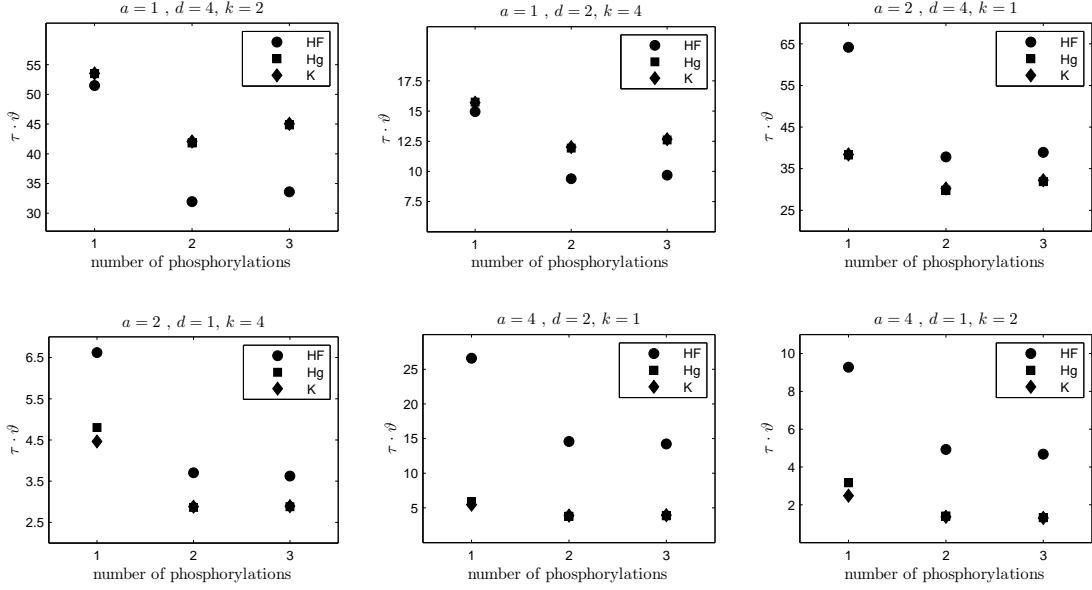 a = 1 , d = 4, k = 2
HF
Hg
K
55
50
45
40
35
30
τ · ϑ
1 2 3
number of phosphorylations
a = 1 , d = 2, k = 4
HF
Hg
K
17.5
15
12.5
10
7.5
τ · ϑ
1 2 3
number of phosphorylations
a = 2 , d = 4, k = 1
HF
Hg
K
65
55
45
35
25
τ · ϑ
1 2 3
number of phosphorylations
a = 2 , d = 1, k = 4
HF
Hg
K
6.5
5.5
4.5
3.5
2.5
τ · ϑ
1 2 3
number of phosphorylations
a = 4 , d = 2, k = 1
HF
Hg
K
25
20
15
10
5
τ · ϑ
1 2 3
number of phosphorylations
a = 4 , d = 1, k = 2
HF
Hg
K
10
8
6
4
2
τ · ϑ
1 2 3
number of phosphorylations